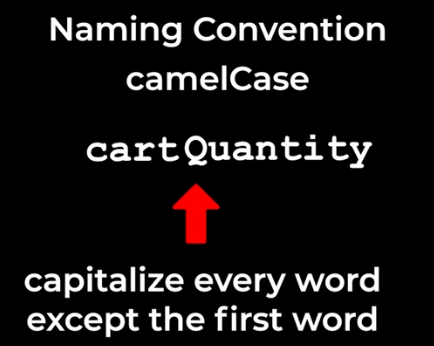 Naming Convention
camelCase
cartQuantity
capitalize every word
except the first word